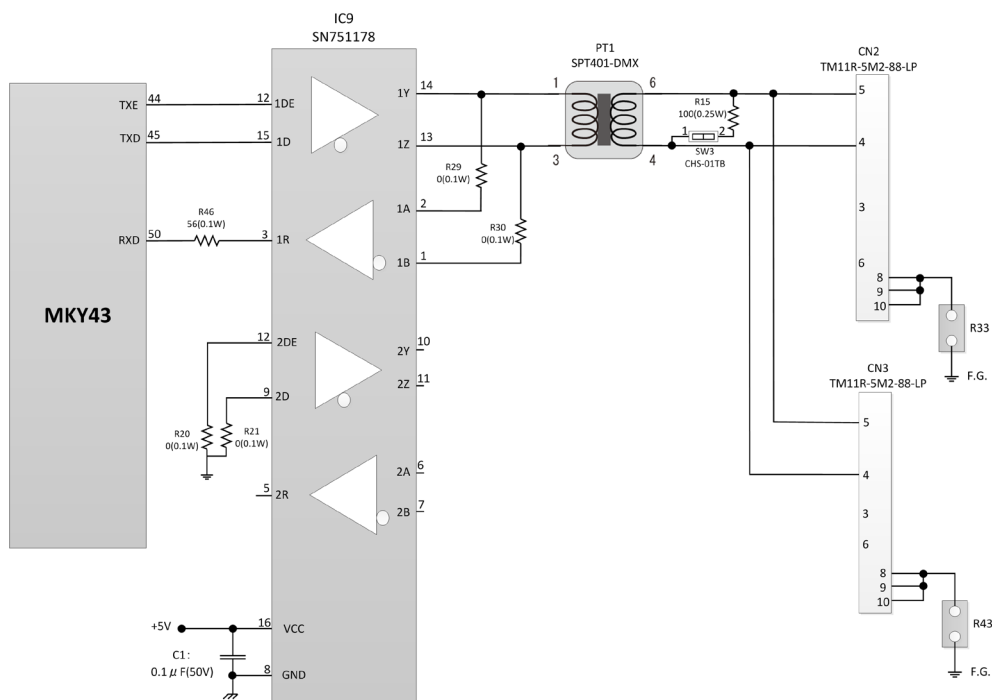 IC9
SN751178
PT1
SPT401-DMX
CN2
TM11R-5M2-88-LP
TXE 44 12 1DE 1Y 14 1 6 5
R15
100(0.25W)
TXD 45 15 1D 1Z 13 3 4 4
1 2
SW3
CHS-01TB
R29
0(0.1W)
1A 2
3
R46
56(0.1W)
R30
0(0.1W)
RXD 50 3 1R 1B 1
6
8
9
10
MKY43
R33
F.G.
12 2DE 2Y 10
9 2D 2Z 11
CN3
TM11R-5M2-88-LP
5
R20
0(0.1W)
R21
0(0.1W)
2A 6
4
5 2R 2B 7
3
6
8
9
10
R43
F.G.
+5V 16 VCC
C1:
0.1μF(50V)
8 GND